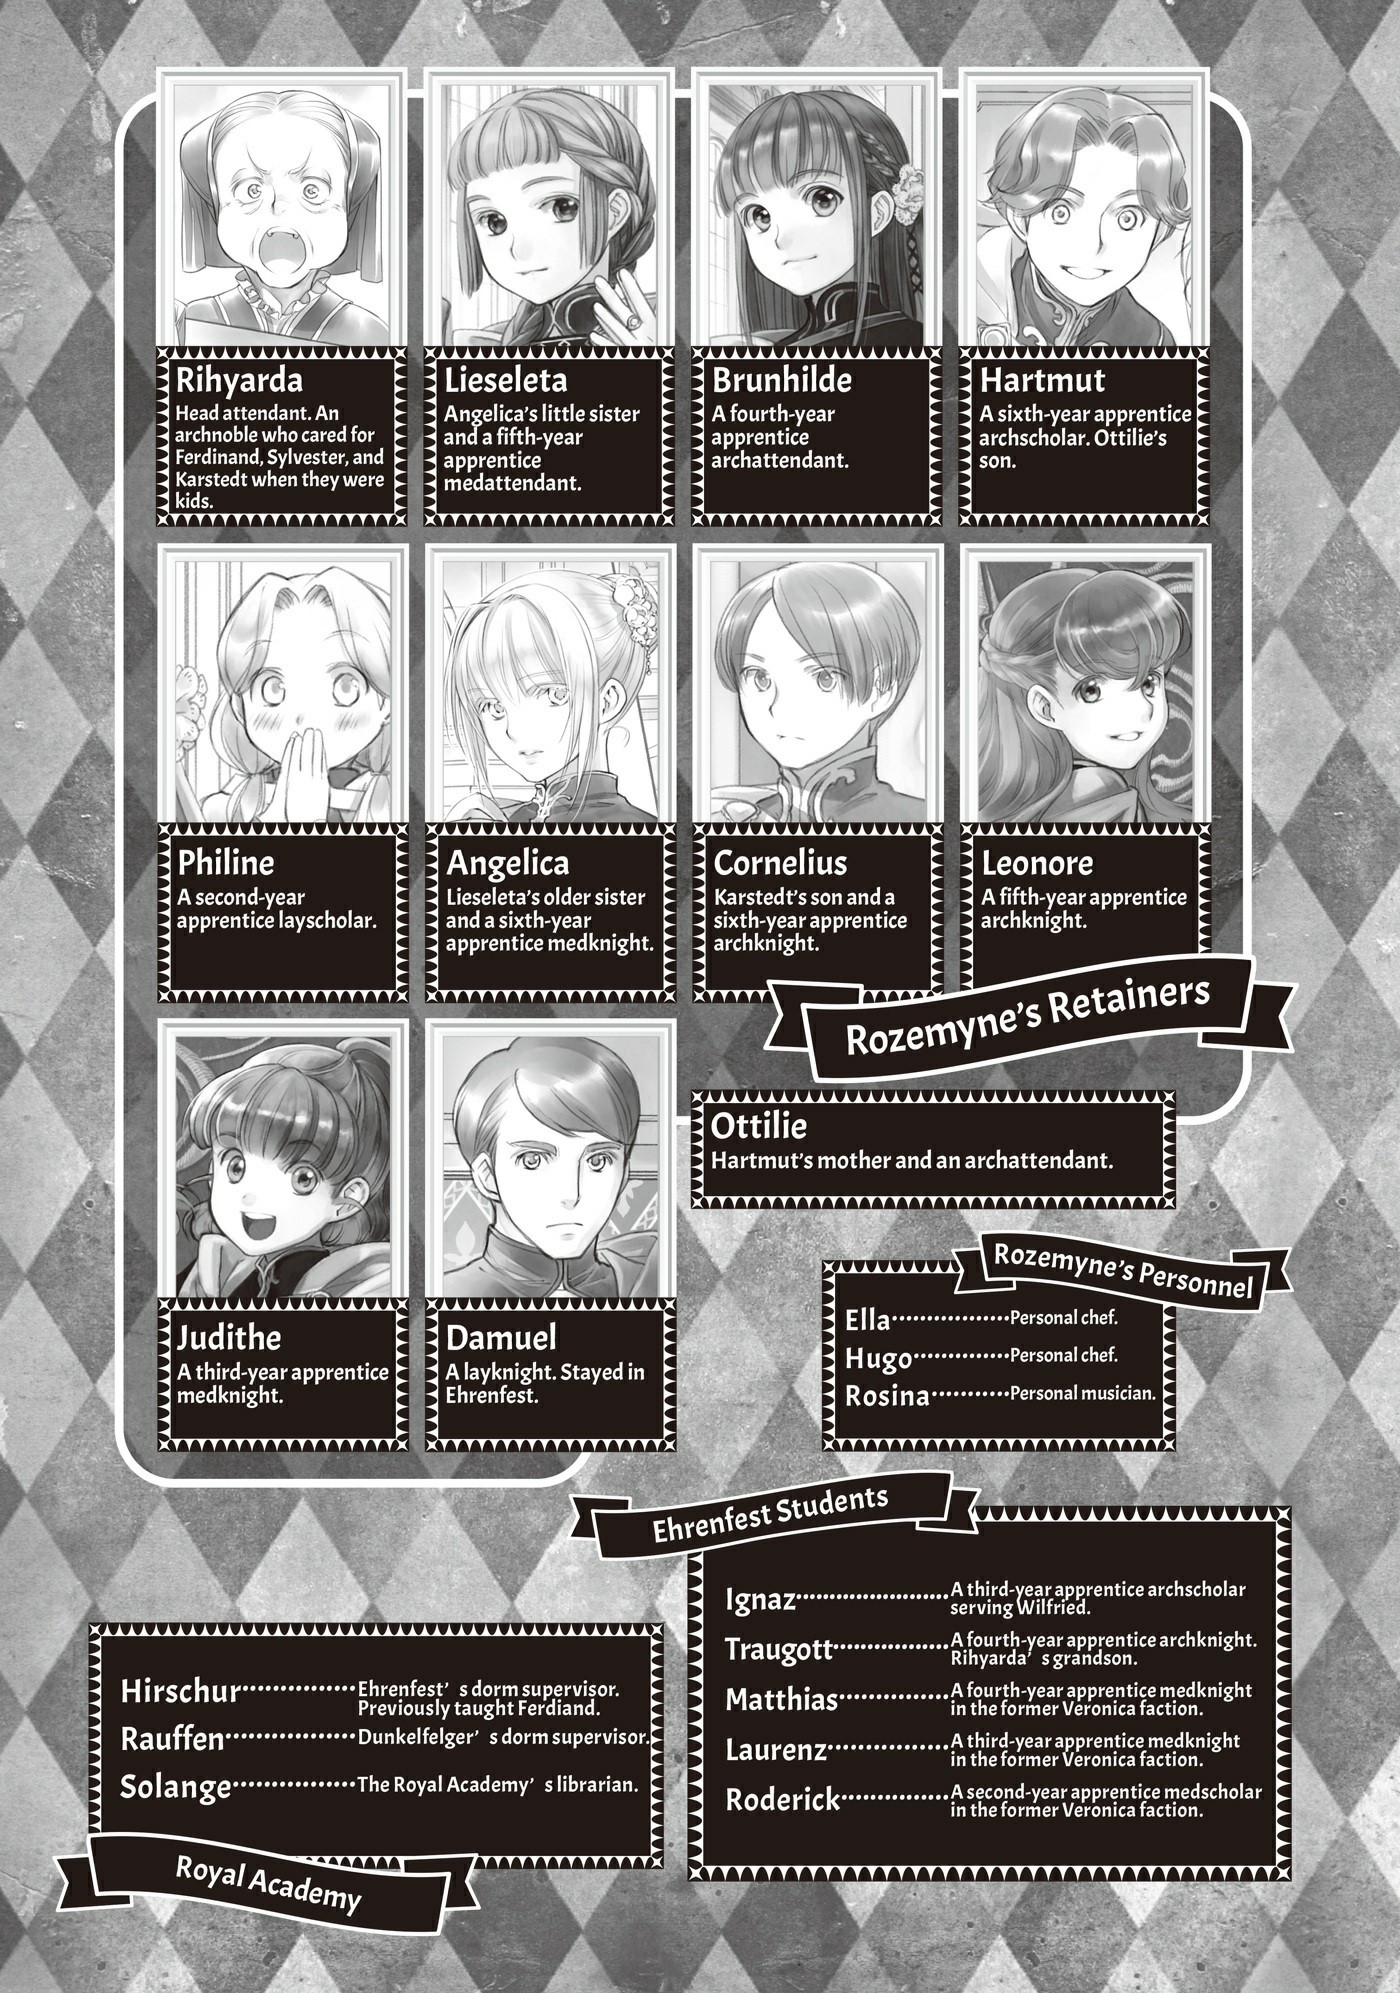 Rihyarda
Head attendant. An
archnoble who cared for
Ferdinand, Sylvester, and
Karstedt when they were
kids.
Lieseleta
Angelica's little sister
and a fifth-year
apprentice
medattendant.
Brunhilde
A fourth-year
apprentice
archattendant.
Hartmut
A sixth-year apprentice
archscholar. Ottilie's
son.
Philine
A second-year
apprentice layscholar.
Angelica
Lieseleta's older sister
and a sixth-year
apprentice medknight.
Cornelius
Karstedt's son and a
sixth-year apprentice
archknight.
Leonore
A fifth-year apprentice
archknight.
Rozemyne's Retainers
Judithe
A third-year apprentice
medknight.
Damuel
A layknight. Stayed in
Ehrenfest.
Ottilie
Hartmut's mother and an archattendant.
Rozemyne's Personnel
Ella··················Personal chef.
Hugo···············Personal chef.
Rosina············Personal musician.
Ehrenfest Students
Ignaz························A third-year apprentice archscholar
serving Wilfried.
Traugott··················A fourth-year apprentice archknight.
Rihyarda' s grandson.
Matthias·················A fourth-year apprentice medknight
in the former Veronica faction.
Laurenz···················A third-year apprentice medknight
in the former Veronica faction.
Roderick·················A second-year apprentice medscholar
in the former Veronica faction.
Hirschur·················Ehrenfest' s dorm supervisor.
Previously taught Ferdiand.
Rauffen····················Dunkelfelger' s dorm supervisor.
Solange···················The Royal Academy' s librarian.
Royal Academy